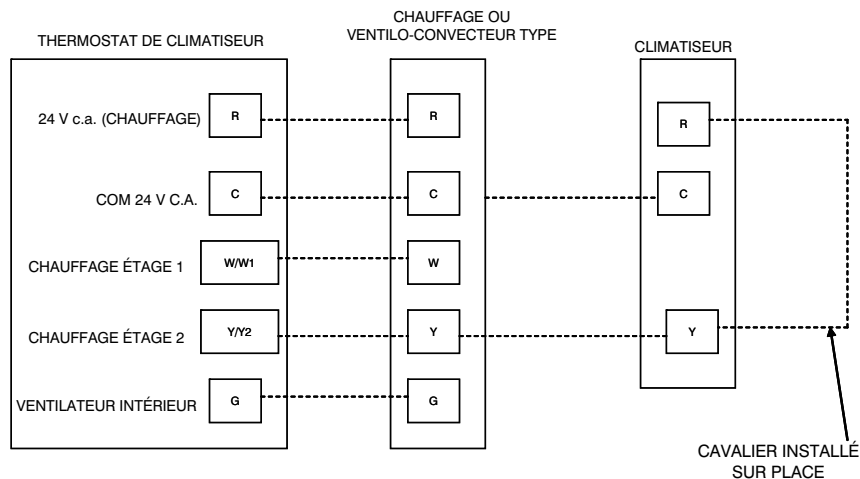 THERMOSTAT DE CLIMATISEUR
CHAUFFAGE OU
VENTILO-CONVECTEUR TYPE
CLIMATISEUR
24 V c.a. (CHAUFFAGE)
R
R
R
COM 24 V C.A.
C
C
C
CHAUFFAGE ÉTAGE 1
W/W1
W
CHAUFFAGE ÉTAGE 2
Y/Y2
Y
Y
VENTILATEUR INTÉRIEUR
G
G
CAVALIER INSTALLÉ
SUR PLACE